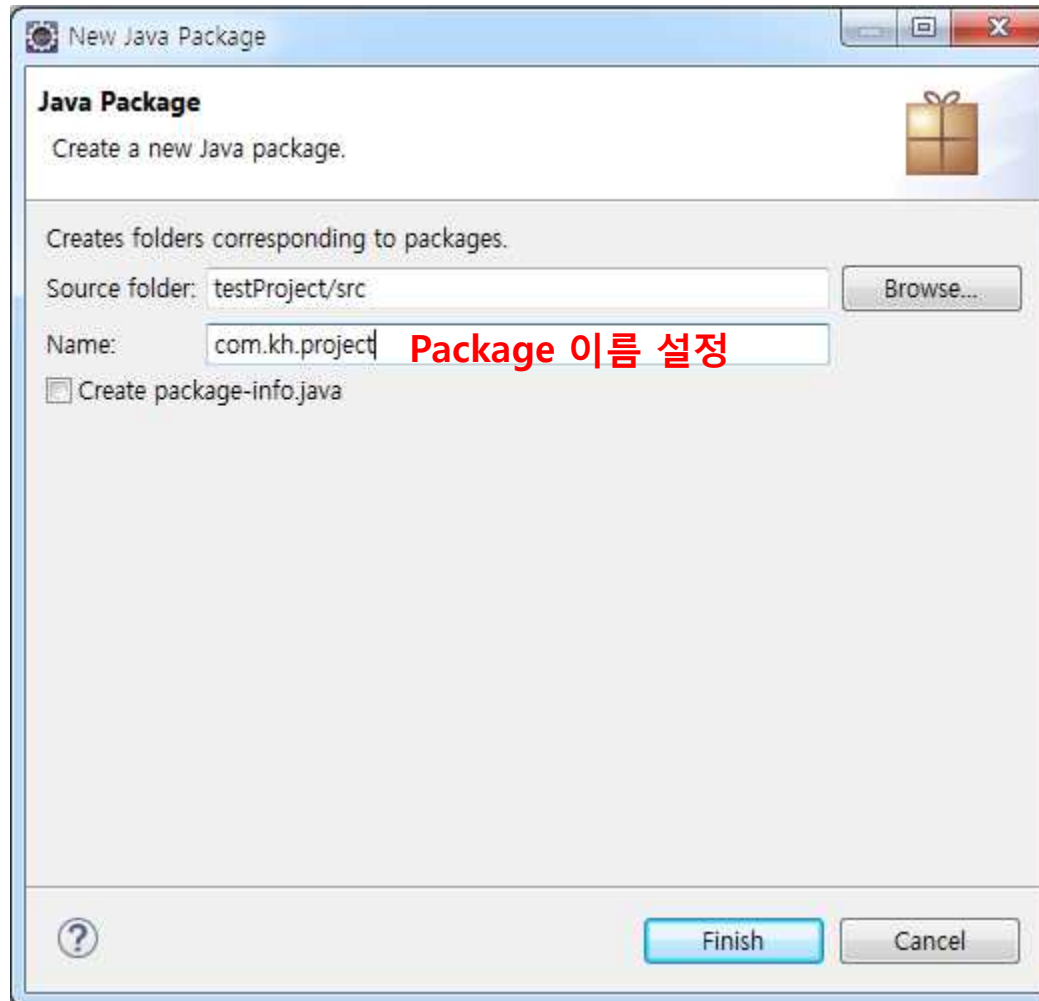 New Java Package
Java Package
Create a new Java package.
Creates folders corresponding to packages.
Source folder: testProject/src Browse...
Name: com.kh.project Package 이름 설정
Create package-info.java
? Finish Cancel